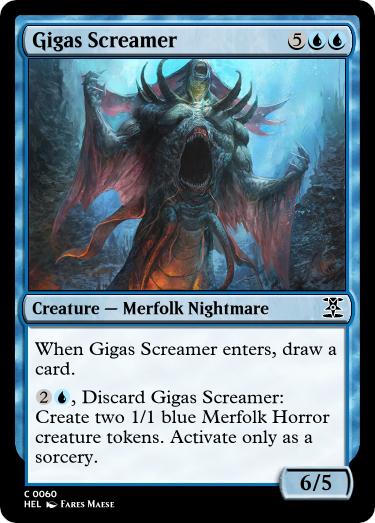 Gigas Screamer 5
Creature — Merfolk Nightmare
When Gigas Screamer enters, draw a
card.
2, Discard Gigas Screamer:
Create two 1/1 blue Merfolk Horror
creature tokens. Activate only as a
sorcery.
6/5
C 0060
HEL Fares Maese